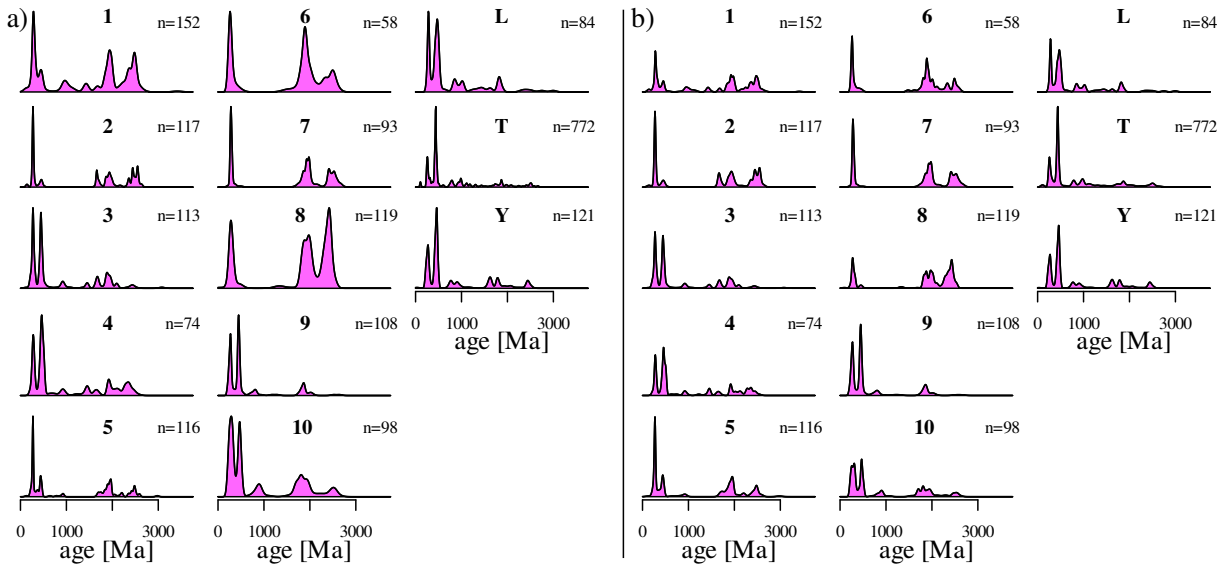 a)
1 n=152
6 n=58
L n=84
2 n=117
7 n=93
T n=772
3 n=113
8 n=119
Y n=121
0 1000 3000
age [Ma]
4 n=74
9 n=108
5 n=116
10 n=98
0 1000 3000
age [Ma]
0 1000 3000
age [Ma]
b)
1 n=152
6 n=58
L n=84
2 n=117
7 n=93
T n=772
3 n=113
8 n=119
Y n=121
0 1000 3000
age [Ma]
4 n=74
9 n=108
5 n=116
10 n=98
0 1000 3000
age [Ma]
0 1000 3000
age [Ma]